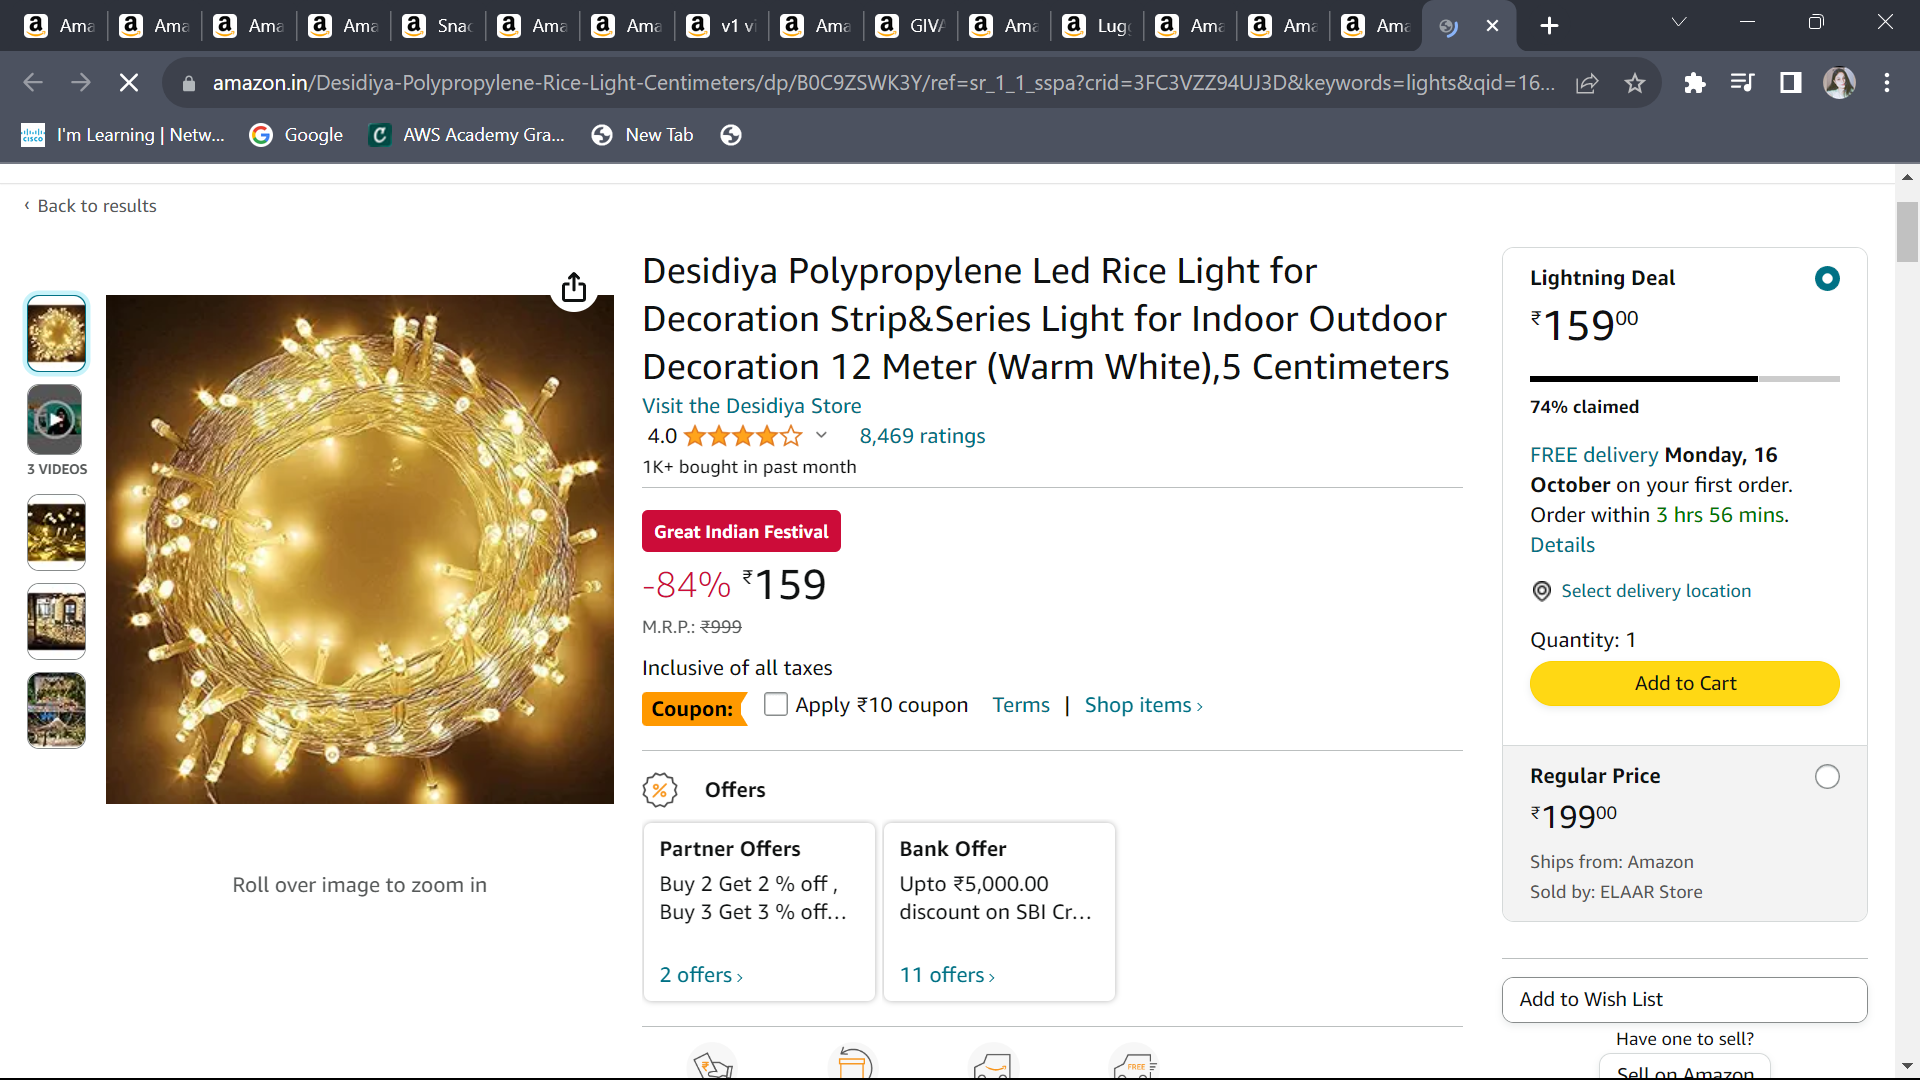 Ama
Ama
Ama
Ama
Snac
Ama
Ama
v1 vi
Ama
GIVA
Ama
Lugg
Ama
Ama
Ama
amazon.in/Desidiya-Polypropylene-Rice-Light-Centimeters/dp/B0C9ZSWK3Y/ref=sr_1_1_sspa?crid=3FC3VZZ94UJ3D&keywords=lights&qid=16...
I'm Learning | Netw...
Google
AWS Academy Gra...
New Tab
‹ Back to results
3 VIDEOS
Roll over image to zoom in
Desidiya Polypropylene Led Rice Light for
Decoration Strip&Series Light for Indoor Outdoor
Decoration 12 Meter (Warm White),5 Centimeters
Visit the Desidiya Store
4.0 8,469 ratings
1K+ bought in past month
Great Indian Festival
-84% ₹159
M.R.P.: ₹999
Inclusive of all taxes
Coupon: Apply ₹10 coupon Terms | Shop items ›
Offers
Partner Offers
Buy 2 Get 2 % off ,
Buy 3 Get 3 % off...
2 offers ›
Bank Offer
Upto ₹5,000.00
discount on SBI Cr...
11 offers ›
FREE
Lightning Deal
₹15900
74% claimed
FREE delivery Monday, 16
October on your first order.
Order within 3 hrs 56 mins.
Details
Select delivery location
Quantity: 1
Add to Cart
Regular Price
₹19900
Ships from: Amazon
Sold by: ELAAR Store
Add to Wish List
Have one to sell?
Sell on Amazon